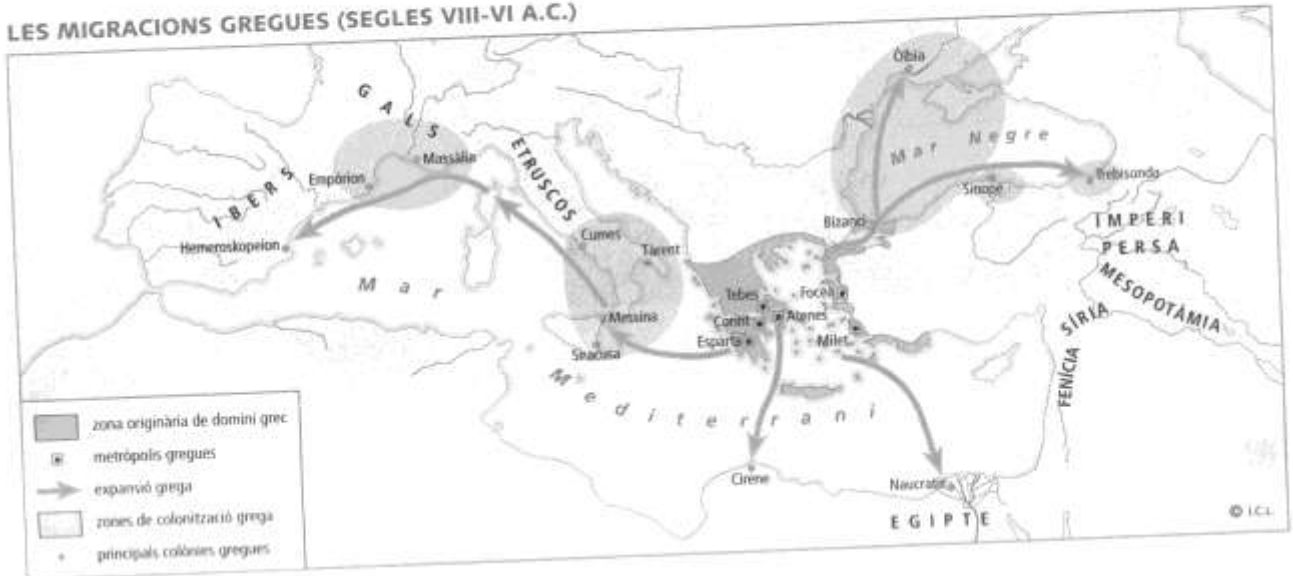 LES MIGRACIONS GREGUES (SEGLES VIII-VI A.C.)
Òlbia
GALS
Mar Negre
Massàlia
ETRUSCOS
Empòrion
IBERS
Trebisonda
Sinope
Bizanci
IMPERI
PERSA
Hemeroskopeion
Cumes
Tarent
MESOPOTÀMIA
Mar
Tebes
Focea
SÍRIA
Messina
Corint
Atenes
Esparta
Milet
Siracusa
FENÍCIA
Mediterrani
zona originària de domini grec
metròpolis gregues
expansió grega
zones de colonització grega
principals colònies gregues
Cirene
Naucratis
EGIPTE
© I.C.L.